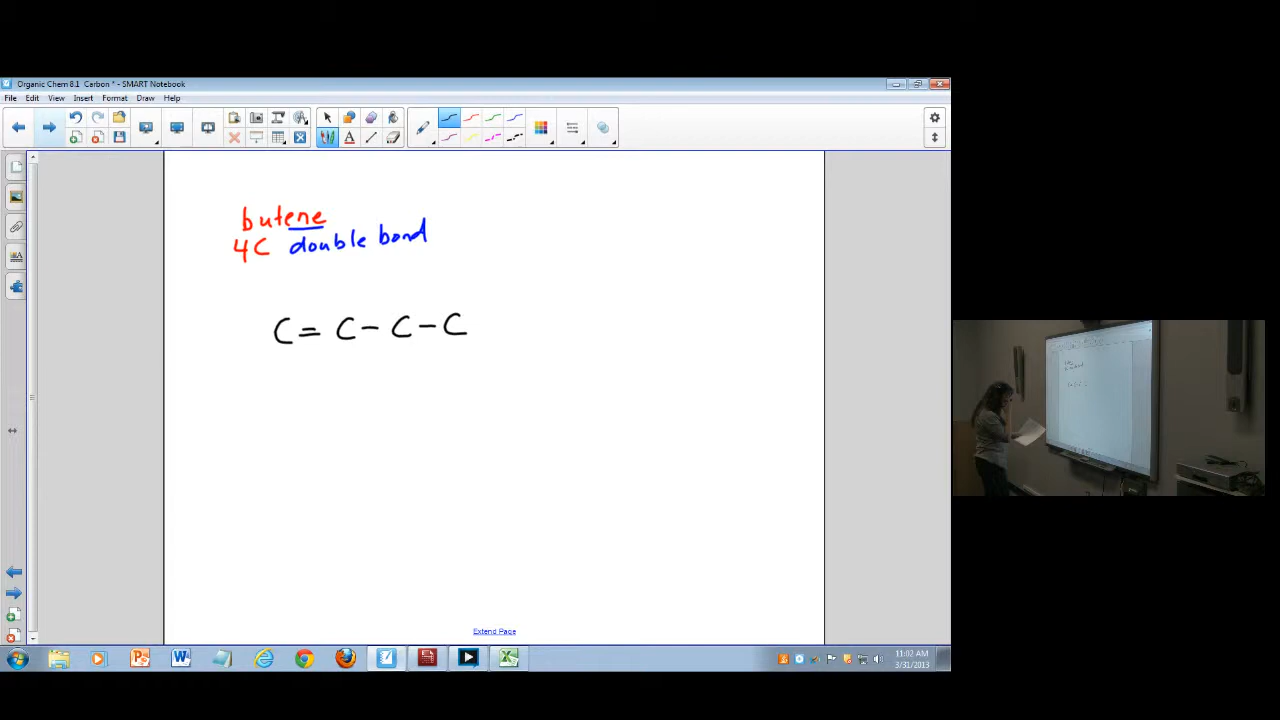 Organic Chem 8.1 Carbon * - SMART Notebook
File Edit View Insert Format Draw Help
butene
4C double bond
C = C - C - C
Extend Page
11:02 AM
3/31/2013